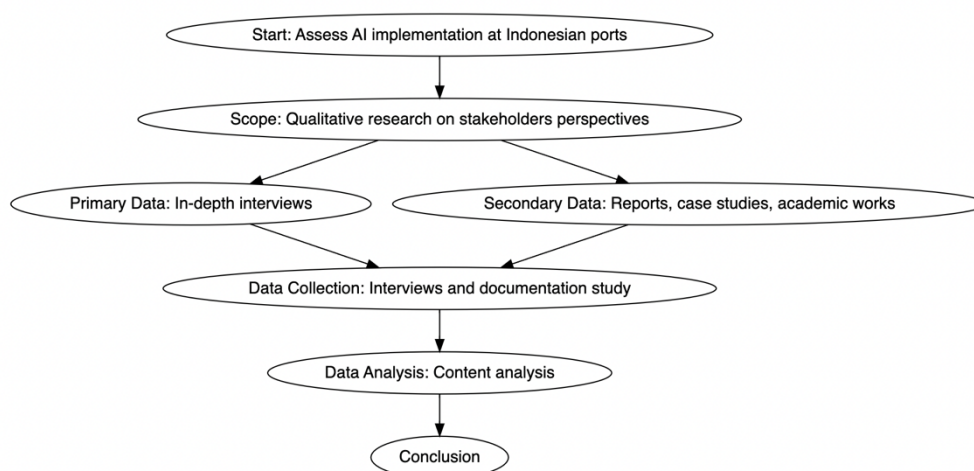 Start: Assess AI implementation at Indonesian ports
Scope: Qualitative research on stakeholders perspectives
Primary Data: In-depth interviews
Secondary Data: Reports, case studies, academic works
Data Collection: Interviews and documentation study
Data Analysis: Content analysis
Conclusion